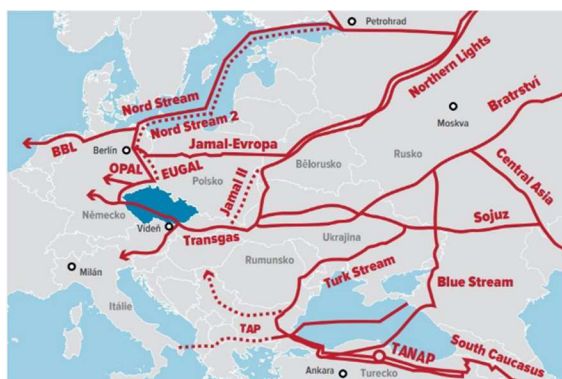 Petrohrad
Northern Lights
Nord Stream
Nord Stream 2
Moskva
Bratrství
BBL
Berlín
Jamal-Evropa
OPAL
EUGAL
Polsko
Bělorusko
Rusko
Central Asia
Jamal II
Německo
Vídeň
Transgas
Sojuz
Ukrajina
Milán
Rumunsko
Turk Stream
Blue Stream
Itálie
TAP
TANAP
South Caucasus
Ankara
Turecko